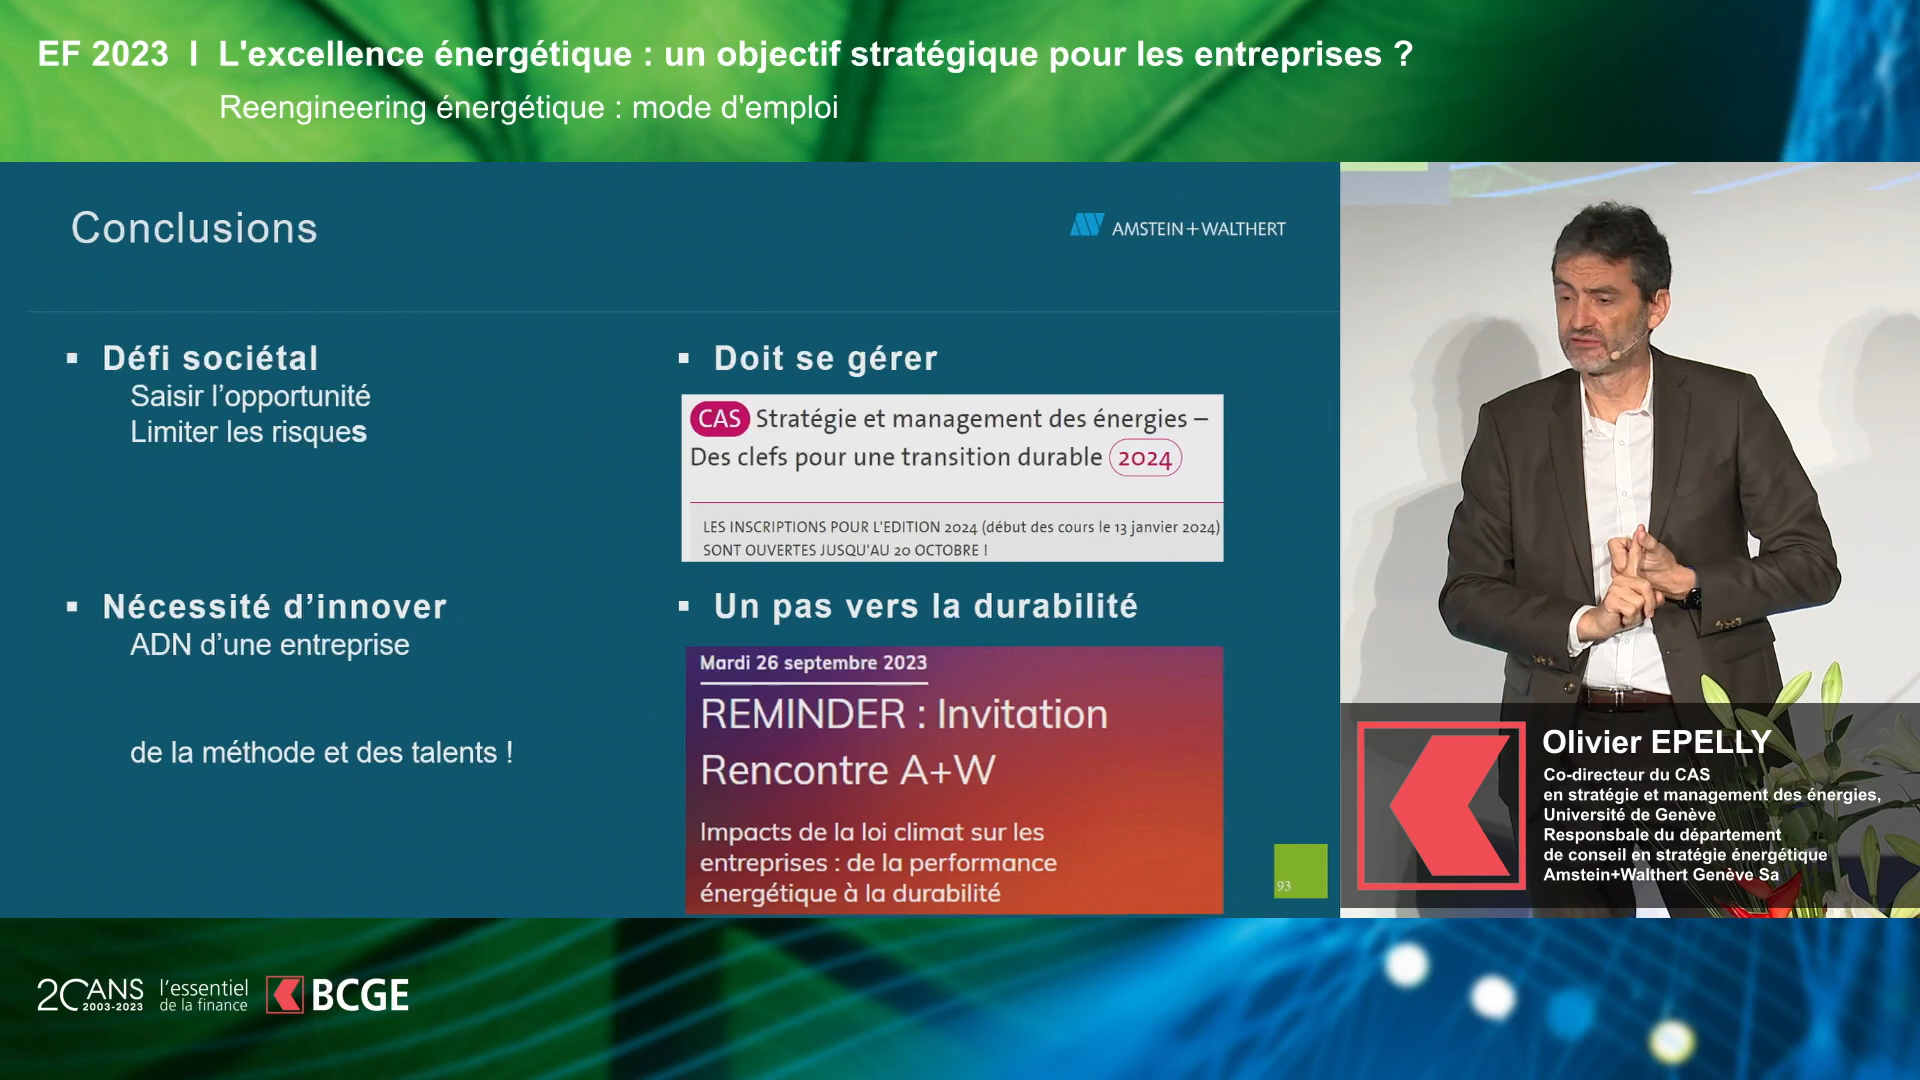 EF 2023 I L'excellence énergétique : un objectif stratégique pour les entreprises ?
Reengineering énergétique : mode d'emploi
Conclusions
AMSTEIN+WALTHERT
▪ Défi sociétal
Saisir l’opportunité
Limiter les risques
▪ Nécessité d’innover
ADN d’une entreprise
de la méthode et des talents !
▪ Doit se gérer
CAS Stratégie et management des énergies –
Des clefs pour une transition durable 2024
LES INSCRIPTIONS POUR L'EDITION 2024 (début des cours le 13 janvier 2024)
SONT OUVERTES JUSQU'AU 20 OCTOBRE !
▪ Un pas vers la durabilité
Mardi 26 septembre 2023
REMINDER : Invitation
Rencontre A+W
Impacts de la loi climat sur les
entreprises : de la performance
énergétique à la durabilité
93
Olivier EPELLY
Co-directeur du CAS
en stratégie et management des énergies,
Université de Genève
Responsbale du département
de conseil en stratégie énergétique
Amstein+Walthert Genève Sa
20 ANS
2003-2023
l'essentiel
de la finance
BCGE